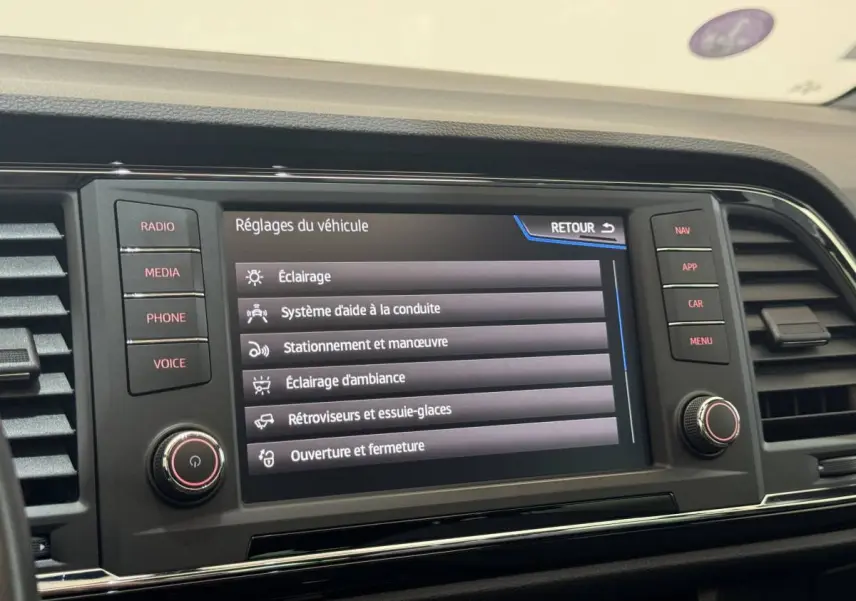 RADIO
MEDIA
PHONE
VOICE
Réglages du véhicule
RETOUR
Éclairage
Système d'aide à la conduite
Stationnement et manœuvre
Éclairage d'ambiance
Rétroviseurs et essuie-glaces
Ouverture et fermeture
NAV
APP
CAR
MENU